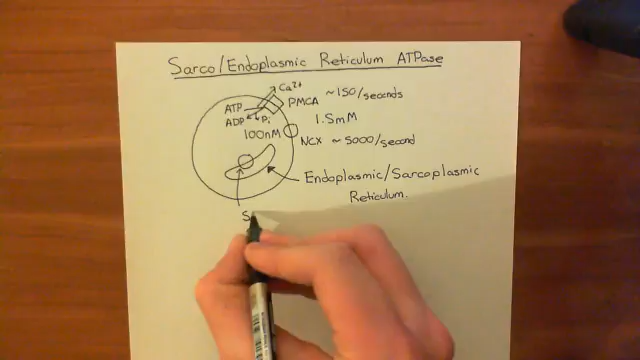 Sarco/Endoplasmic Reticulum ATPase
Ca2+
PMCA ~150/seconds
ATP
ADP Pi
1.5mM
100nM
NCX ~5000/second
Endoplasmic/Sarcoplasmic
Reticulum.
S